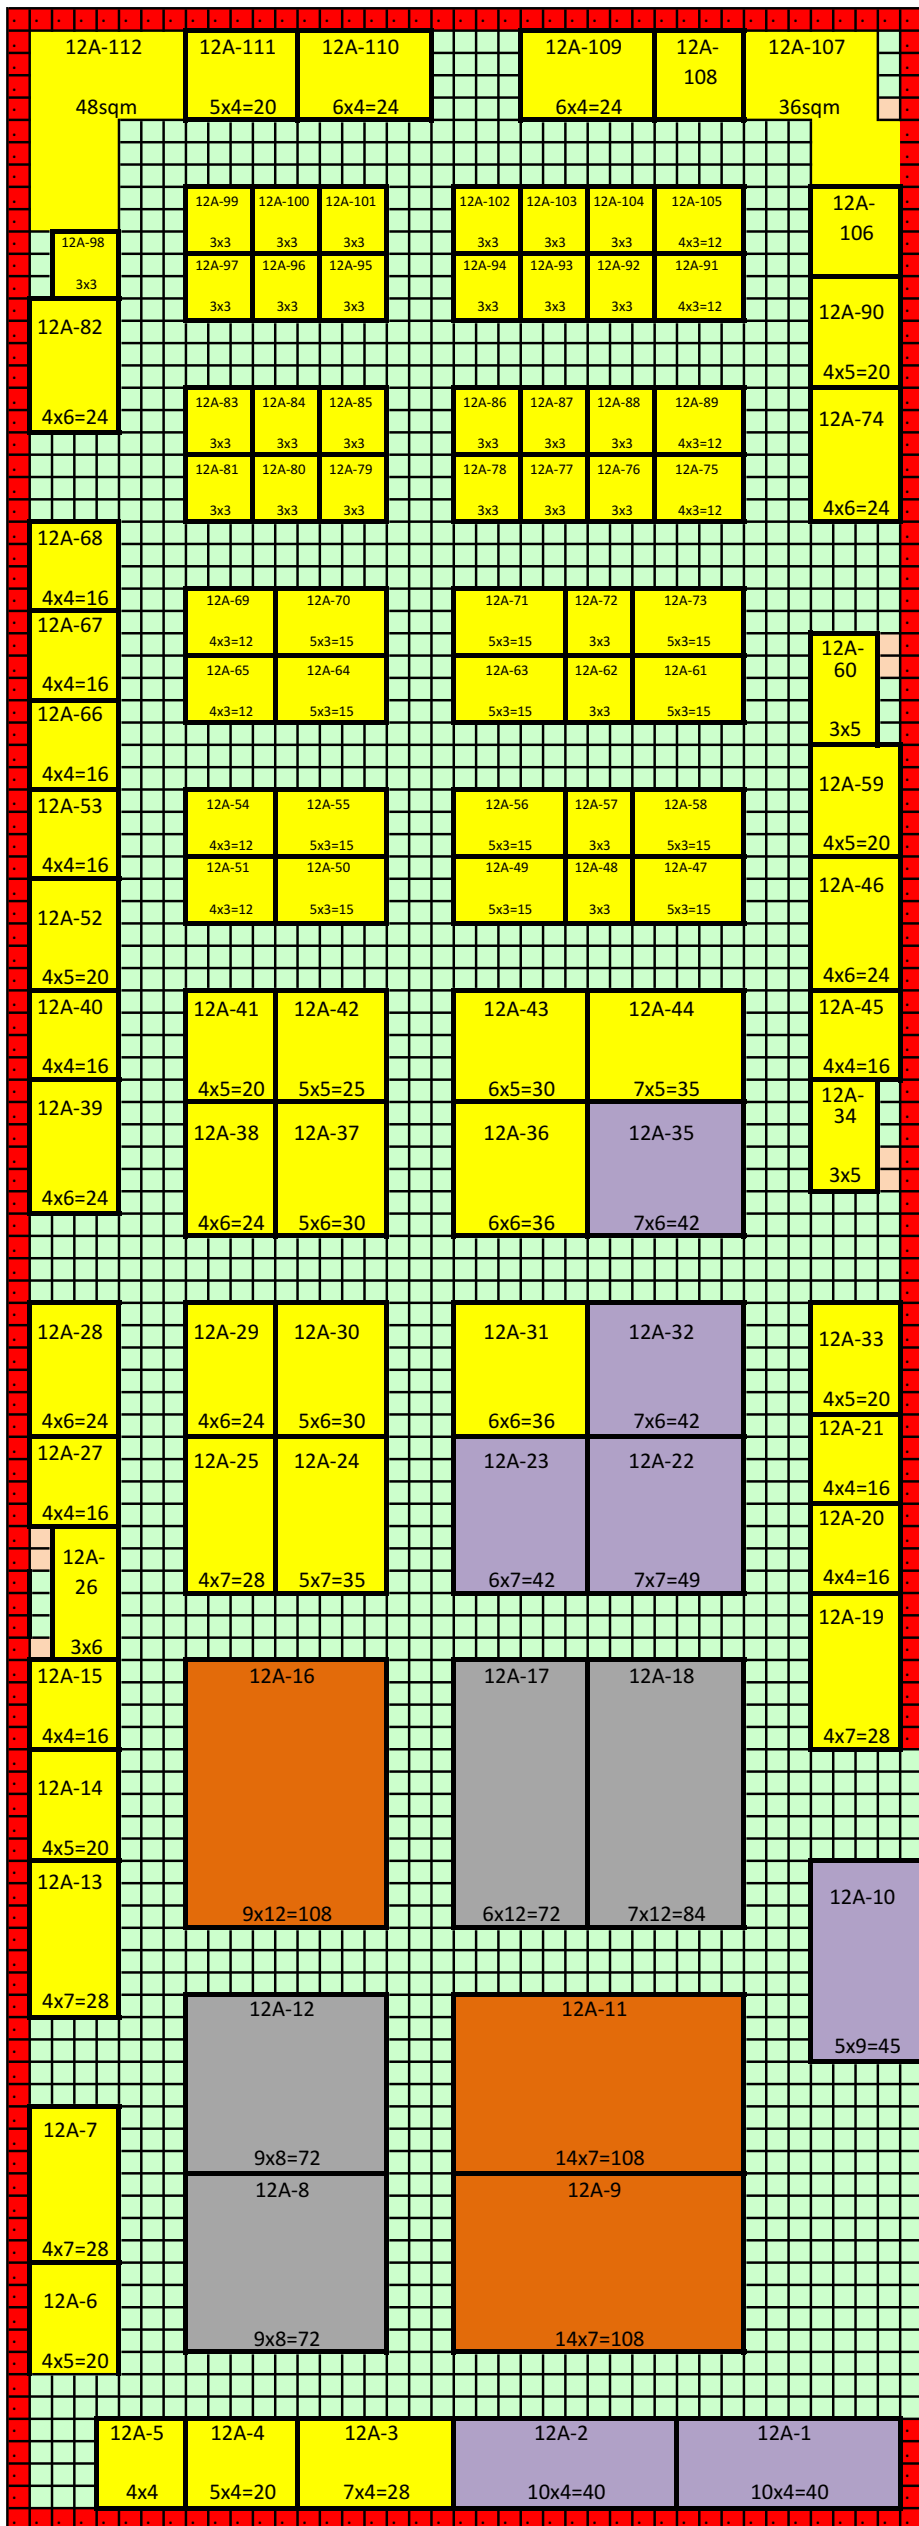 12A-112
12A-111
12A-110
12A-109
12A-
108
12A-107
48sqm
5x4=20
6x4=24
6x4=24
36sqm
12A-99
12A-100
12A-101
12A-102
12A-103
12A-104
12A-105
12A-
106
3x3
3x3
3x3
3x3
3x3
3x3
4x3=12
12A-98
3x3
12A-97
12A-96
12A-95
12A-94
12A-93
12A-92
12A-91
3x3
3x3
3x3
3x3
3x3
3x3
4x3=12
12A-82
4x6=24
12A-90
4x5=20
12A-83
12A-84
12A-85
12A-86
12A-87
12A-88
12A-89
3x3
3x3
3x3
3x3
3x3
3x3
4x3=12
12A-74
4x6=24
12A-81
12A-80
12A-79
12A-78
12A-77
12A-76
12A-75
3x3
3x3
3x3
3x3
3x3
3x3
4x3=12
12A-68
4x4=16
12A-67
4x4=16
12A-66
4x4=16
12A-69
12A-70
12A-71
12A-72
12A-73
4x3=12
5x3=15
5x3=15
3x3
5x3=15
12A-65
12A-64
12A-63
12A-62
12A-61
4x3=12
5x3=15
5x3=15
3x3
5x3=15
12A-
60
3x5
12A-59
4x5=20
12A-53
4x4=16
12A-54
12A-55
12A-56
12A-57
12A-58
4x3=12
5x3=15
5x3=15
3x3
5x3=15
12A-52
4x5=20
12A-51
12A-50
12A-49
12A-48
12A-47
4x3=12
5x3=15
5x3=15
3x3
5x3=15
12A-46
4x6=24
12A-40
4x4=16
12A-41
12A-42
12A-43
12A-44
4x5=20
5x5=25
6x5=30
7x5=35
12A-45
4x4=16
12A-39
4x6=24
12A-38
12A-37
12A-36
12A-35
4x6=24
5x6=30
6x6=36
7x6=42
12A-
34
3x5
12A-28
4x6=24
12A-29
12A-30
12A-31
12A-32
4x6=24
5x6=30
6x6=36
7x6=42
12A-33
4x5=20
12A-27
4x4=16
12A-25
12A-24
12A-23
12A-22
4x7=28
5x7=35
6x7=42
7x7=49
12A-21
4x4=16
12A-20
4x4=16
12A-
26
3x6
12A-19
4x7=28
12A-15
4x4=16
12A-16
12A-17
12A-18
9x12=108
6x12=72
7x12=84
12A-14
4x5=20
12A-13
4x7=28
12A-10
5x9=45
12A-12
12A-11
9x8=72
14x7=108
12A-7
4x7=28
12A-8
12A-9
9x8=72
14x7=108
12A-6
4x5=20
12A-5
12A-4
12A-3
12A-2
12A-1
4x4
5x4=20
7x4=28
10x4=40
10x4=40